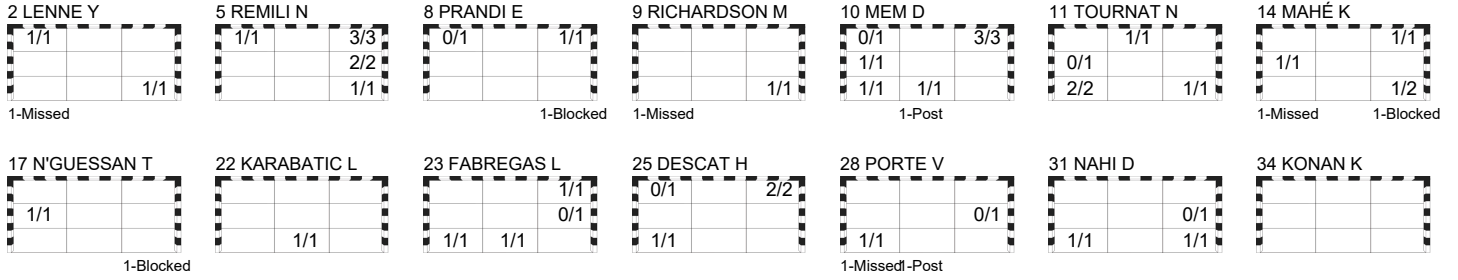 2 LENNE Y 5 REMILI N 8 PRANDI E 9 RICHARDSON M 10 MEM D 11 TOURNAT N 14 MAHÉ K
1/1 1/1 3/3 0/1 1/1 0/1 3/3 1/1 1/1
2/2 1/1 0/1 1/1
1/1 1/1 1/1 1/1 1/1 2/2 1/1 1/2
1-Missed 1-Blocked 1-Missed 1-Post 1-Missed 1-Blocked
17 N'GUESSAN T 22 KARABATIC L 23 FABREGAS L 25 DESCAT H 28 PORTE V 31 NAHI D 34 KONAN K
1/1 0/1 2/2
1/1 0/1 0/1 0/1
1/1 1/1 1/1 1/1 1/1 1/1 1/1
1-Blocked 1-Missed 1-Post